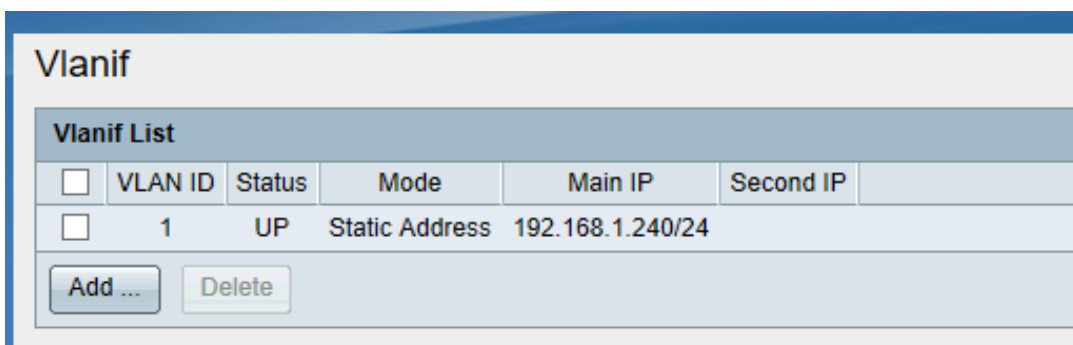 Vlanif
Vlanif List
VLAN ID Status Mode Main IP Second IP
1 UP Static Address 192.168.1.240/24
Add ... Delete